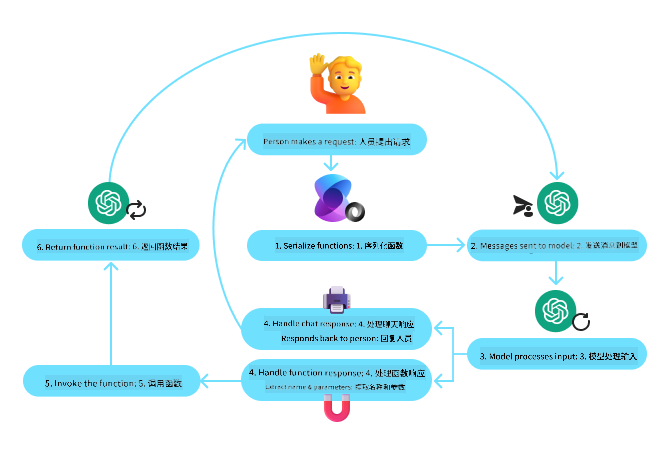 Person makes a request: 人员提出请求
1. Serialize functions: 1. 序列化函数
2. Messages sent to model: 2. 发送消息到模型
3. Model processes input: 3. 模型处理输入
4. Handle chat response: 4. 处理聊天响应
Responds back to person: 回复人员
4. Handle function response: 4. 处理函数响应
name & parameters: 提取名称和参数
5. Invoke the function: 5. 调用函数
6. Return function result: 6. 返回函数结果